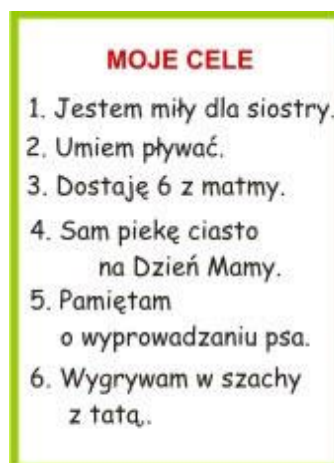 MOJE CELE
1. Jestem miły dla siostry.
2. Umiem pływać.
3. Dostaję 6 z matmy.
4. Sam piekę ciasto
na Dzień Mamy.
5. Pamiętam
o wyprowadzaniu psa.
6. Wygrywam w szachy
z tatą,.